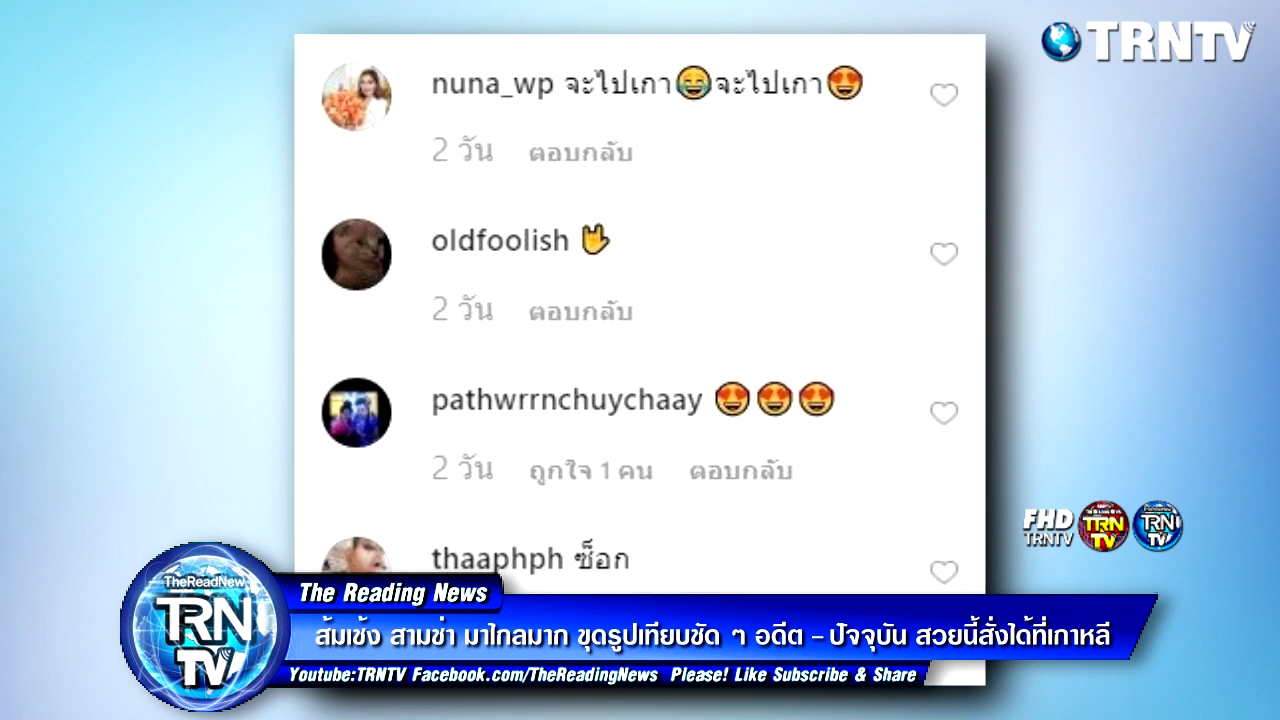 TRNTV
nuna_wp จะไปเกา😂จะไปเกา😍
2 วัน ตอบกลับ
oldfoolish 🤟
2 วัน ตอบกลับ
pathwrrnchuychaay 😍😍😍
2 วัน ถูกใจ 1 คน ตอบกลับ
thaaphph ซ็อก
FHD
TRNTV
TRN
TV
TRN
TV
TheReadNew
TRN
TV
The Reading News
ส้มเช้ง สามช่า มาไกลมาก ขุดรูปเทียบชัด ๆ อดีต – ปัจจุบัน สวยนี้สั่งได้ที่เกาหลี
Youtube:TRNTV Facebook.com/TheReadingNews Please! Like Subscribe & Share